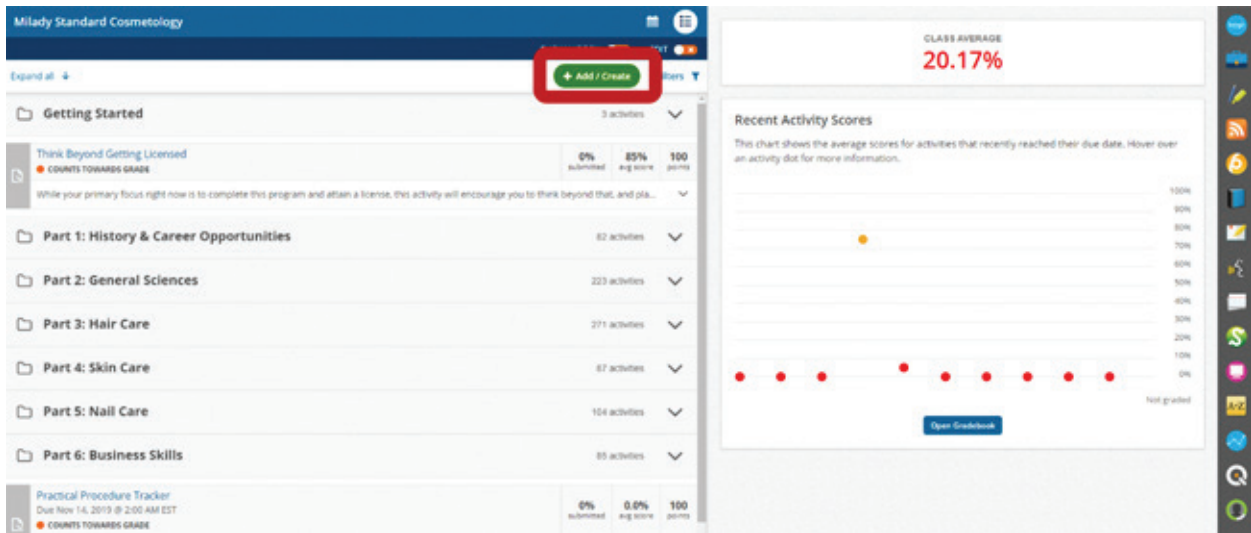 Milady Standard Cosmetology
Expand all
+ Add / Create
Getting Started
3 activities
Think Beyond Getting Licensed
COUNTS TOWARDS GRADE
0% 85% 100
submitted avg score points
While your primary focus right now is to complete this program and attain a license, this activity will encourage you to think beyond that, and pla...
Part 1: History & Career Opportunities
82 activities
Part 2: General Sciences
223 activities
Part 3: Hair Care
271 activities
Part 4: Skin Care
67 activities
Part 5: Nail Care
104 activities
Part 6: Business Skills
activities
Practical Procedure Tracker
Due Nov 14, 2019 @ 2:00 AM EST
COUNTS TOWARDS GRADE
0% 0.0% 100
submitted avg score points
CLASS AVERAGE
20.17%
Recent Activity Scores
This chart shows the average scores for activities that recently reached their due date. Hover over
an activity dot for more information.
100%
90%
80%
70%
60%
50%
40%
30%
20%
10%
0%
Not graded
Open Gradebook
A-Z